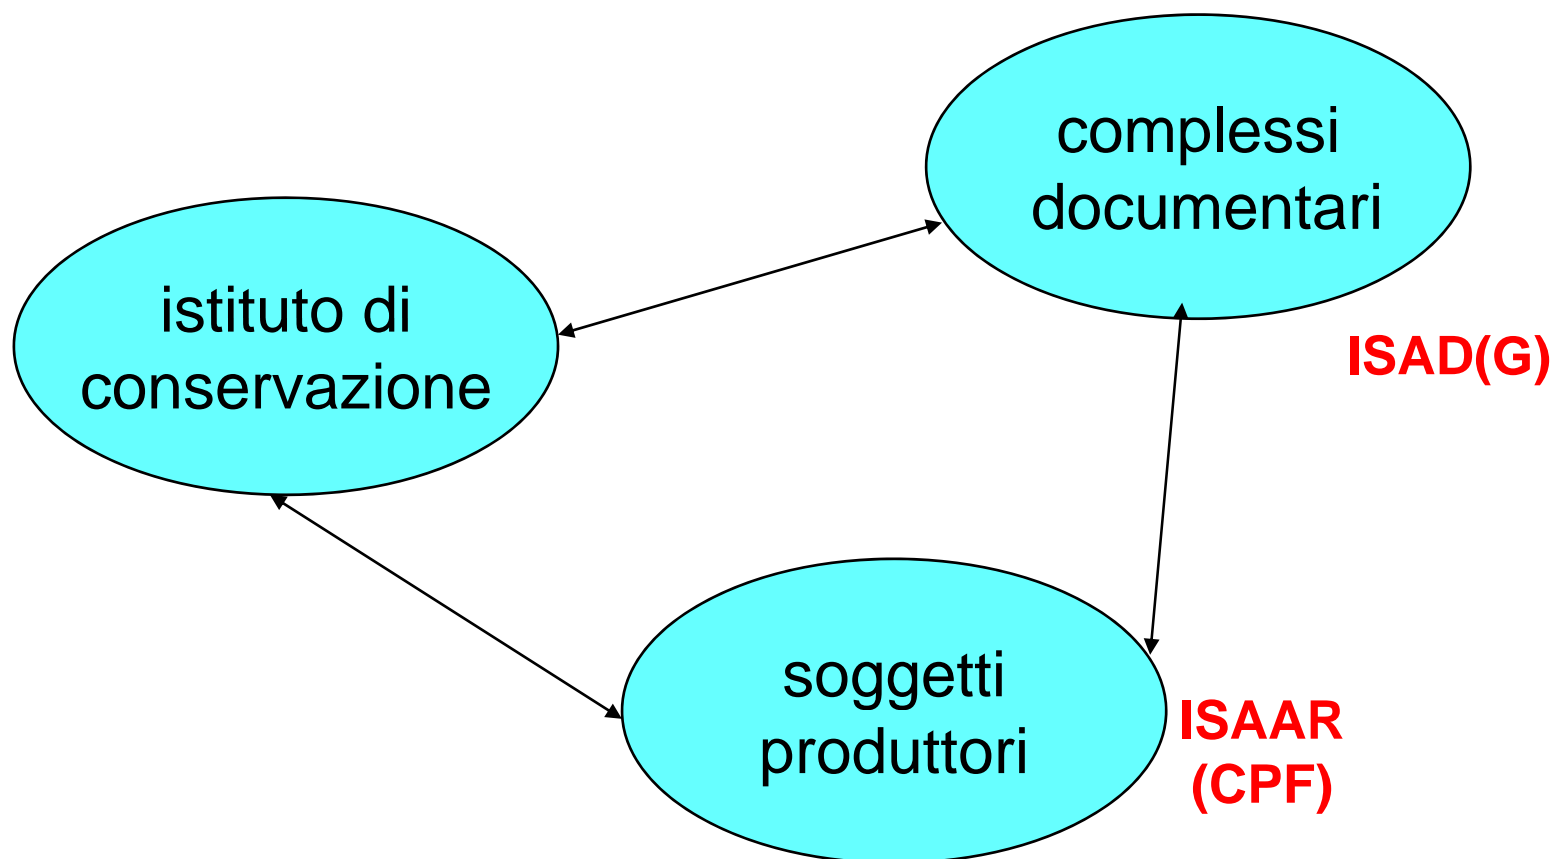 complessi
documentari
istituto di
conservazione
ISAD(G)
soggetti
produttori
ISAAR
(CPF)